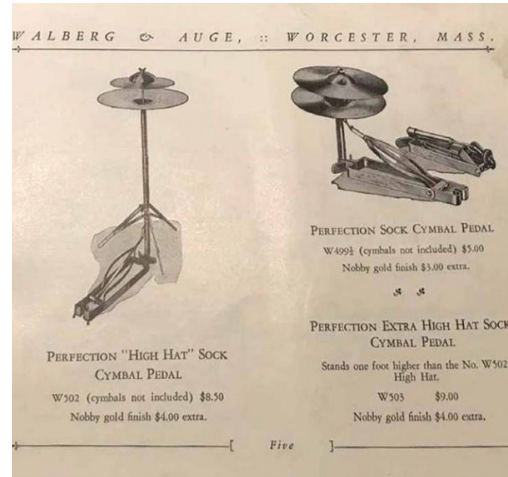 WALBERG & AUGE, :: WORCESTER, MASS.
PERFECTION "HIGH HAT" SOCK
CYMBAL PEDAL
W502 (cymbals not included) $8.50
Nobby gold finish $4.00 extra.
PERFECTION SOCK CYMBAL PEDAL
W499½ (cymbals not included) $5.00
Nobby gold finish $3.00 extra.
PERFECTION EXTRA HIGH HAT SOCK
CYMBAL PEDAL
Stands one foot higher than the No. W502
High Hat.
W503 $9.00
Nobby gold finish $4.00 extra.
Five